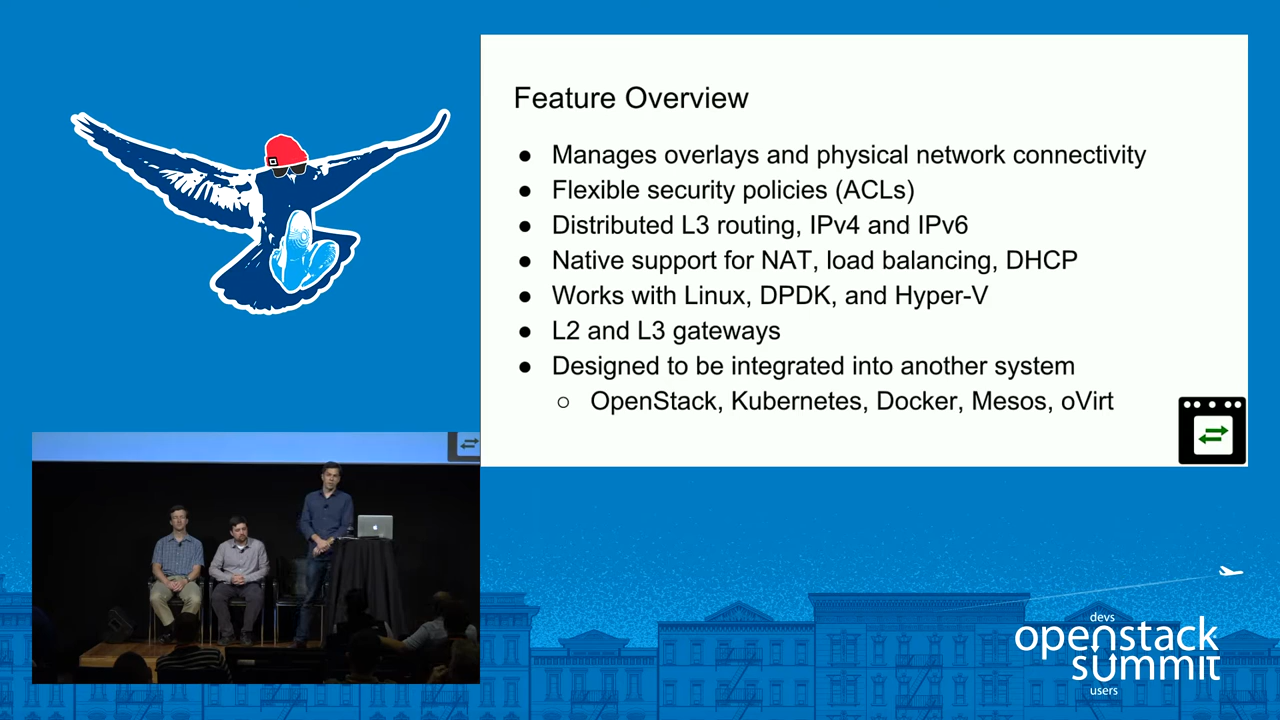 Feature Overview
● Manages overlays and physical network connectivity
● Flexible security policies (ACLs)
● Distributed L3 routing, IPv4 and IPv6
● Native support for NAT, load balancing, DHCP
● Works with Linux, DPDK, and Hyper-V
● L2 and L3 gateways
● Designed to be integrated into another system
○ OpenStack, Kubernetes, Docker, Mesos, oVirt
devs
openstack
summit
users